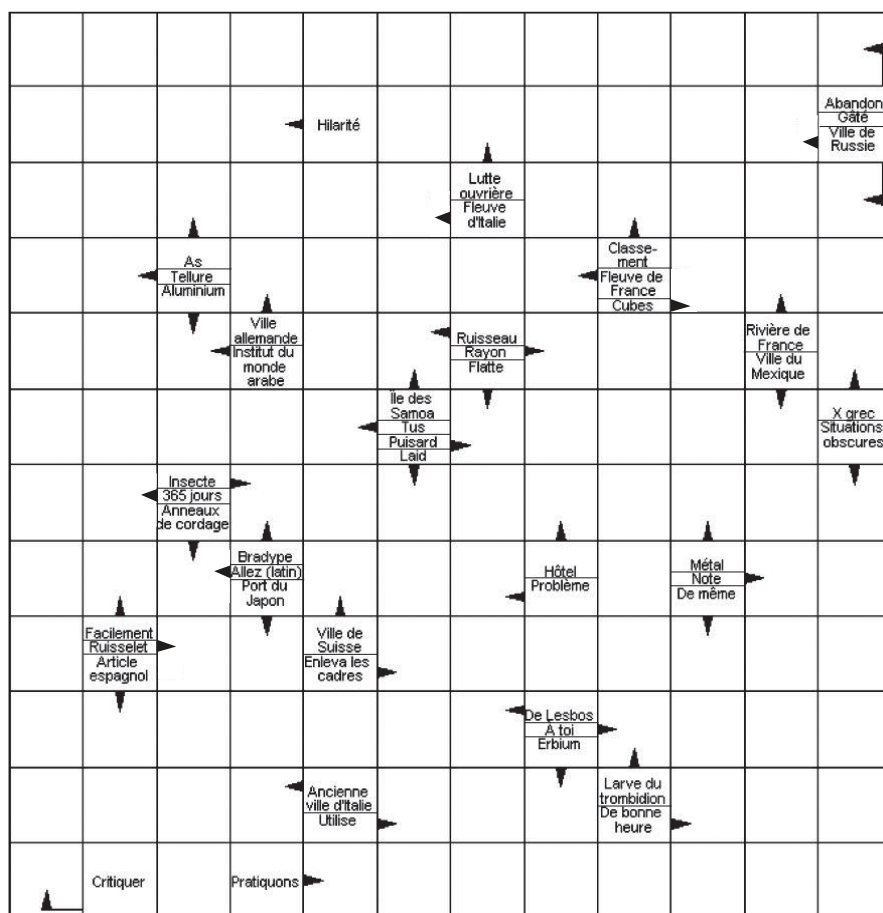 Abandon
Gâté
Ville de
Russie
Hilarité
Lutte
ouvrière
Fleuve
d'Italie
As
Tellure
Aluminium
Classe-
ment
Fleuve de
France
Cubes
Ville
allemande
Institut du
monde
arabe
Ruisseau
Rayon
Flatte
Rivière de
France
Ville du
Mexique
Île des
Samoa
Tus
Puisard
Laid
X grec
Situations
obscures
Insecte
365 jours
Anneaux
de cordage
Bradype
Allez (latin)
Port du
Japon
Hôtel
Problème
Métal
Note
De même
Facilement
Ruisselet
Article
espagnol
Ville de
Suisse
Enleva les
cadres
De Lesbos
À toi
Erbium
Ancienne
ville d'Italie
Utilise
Larve du
trombidion
De bonne
heure
Critiquer
Pratiquons